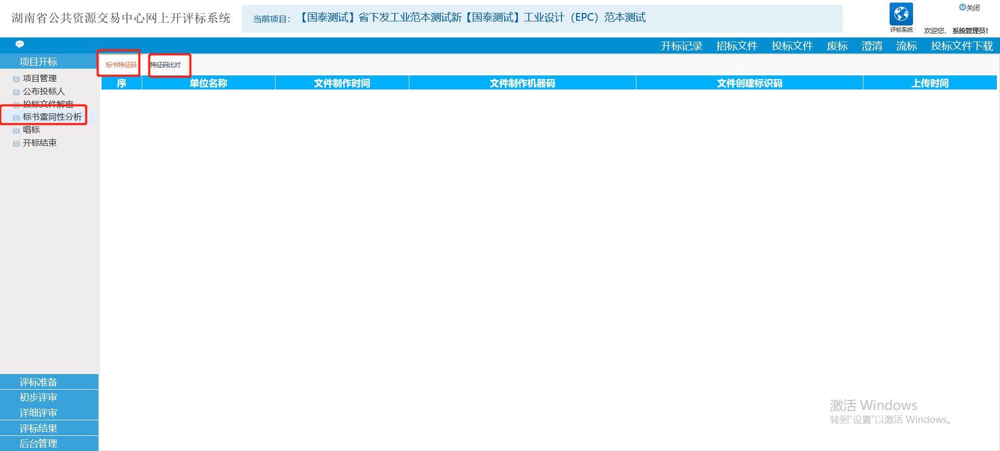 湖南省公共资源交易中心网上开评标系统
当前项目：【国泰测试】省下发工业范本测试新【国泰测试】工业设计（EPC）范本测试
评标系统
关闭
欢迎您，系统管理员！
开标记录 招标文件 投标文件 废标 澄清 流标 投标文件下载
项目开标
项目管理
公布投标人
投标文件解密
标书雷同性分析
唱标
开标结束
标书特征码 特征码比对
序 单位名称 文件制作时间 文件制作机器码 文件创建标识码 上传时间
评标准备
初步评审
详细评审
评标结果
后台管理
激活 Windows
转到“设置”以激活 Windows。